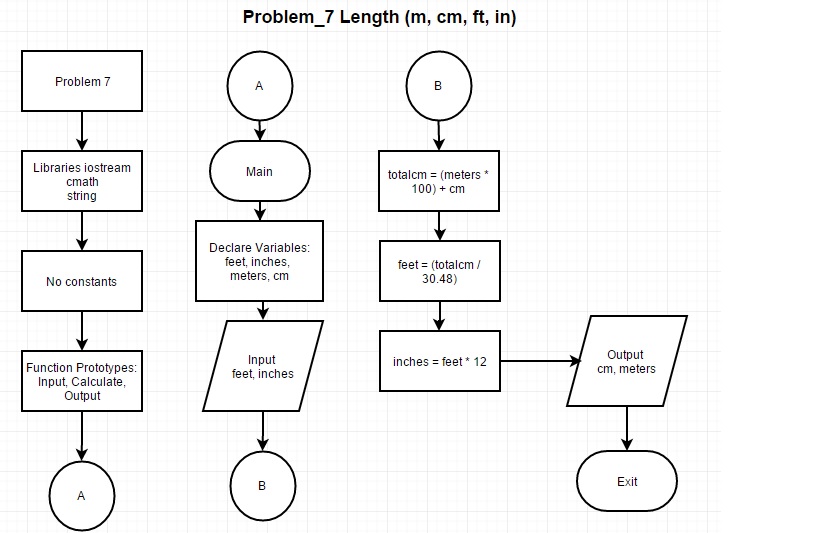 Problem_7 Length (m, cm, ft, in)
Problem 7
Libraries iostream
cmath
string
No constants
Function Prototypes:
Input, Calculate,
Output
A
A
Main
Declare Variables:
feet, inches,
meters, cm
Input
feet, inches
B
B
totalcm = (meters *
100) + cm
feet = (totalcm /
30.48)
inches = feet * 12
Output
cm, meters
Exit